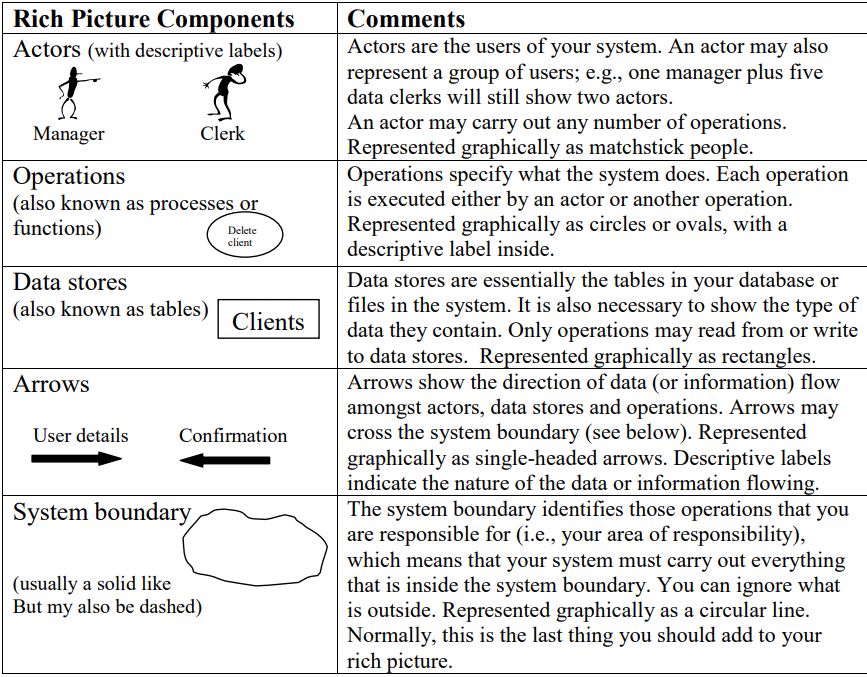 Rich Picture Components
Comments
Actors (with descriptive labels)
Manager
Clerk
Actors are the users of your system. An actor may also
represent a group of users; e.g., one manager plus five
data clerks will still show two actors.
An actor may carry out any number of operations.
Represented graphically as matchstick people.
Operations
(also known as processes or
functions)
Delete
client
Operations specify what the system does. Each operation
is executed either by an actor or another operation.
Represented graphically as circles or ovals, with a
descriptive label inside.
Data stores
(also known as tables)
Clients
Data stores are essentially the tables in your database or
files in the system. It is also necessary to show the type of
data they contain. Only operations may read from or write
to data stores.  Represented graphically as rectangles.
Arrows
User details
Confirmation
Arrows show the direction of data (or information) flow
amongst actors, data stores and operations. Arrows may
cross the system boundary (see below). Represented
graphically as single-headed arrows. Descriptive labels
indicate the nature of the data or information flowing.
System boundary
(usually a solid like
But my also be dashed)
The system boundary identifies those operations that you
are responsible for (i.e., your area of responsibility),
which means that your system must carry out everything
that is inside the system boundary. You can ignore what
is outside. Represented graphically as a circular line.
Normally, this is the last thing you should add to your
rich picture.